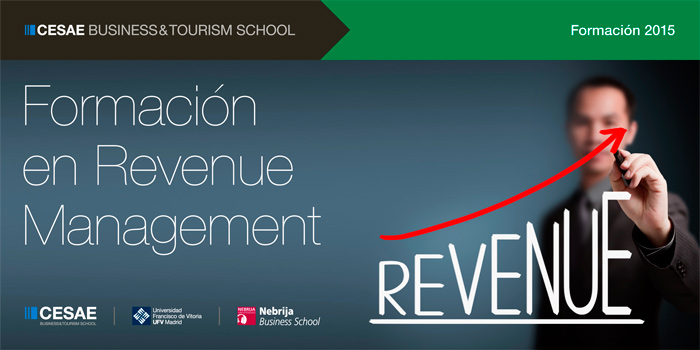 CESAE BUSINESS&TOURISM SCHOOL
Formación 2015
Formación
en Revenue
Management
REVENUE
CESAE
BUSINESS&TOURISM SCHOOL
Universidad
Francisco de Vitoria
UFV Madrid
NEBRIJA
Nebrija
Business School